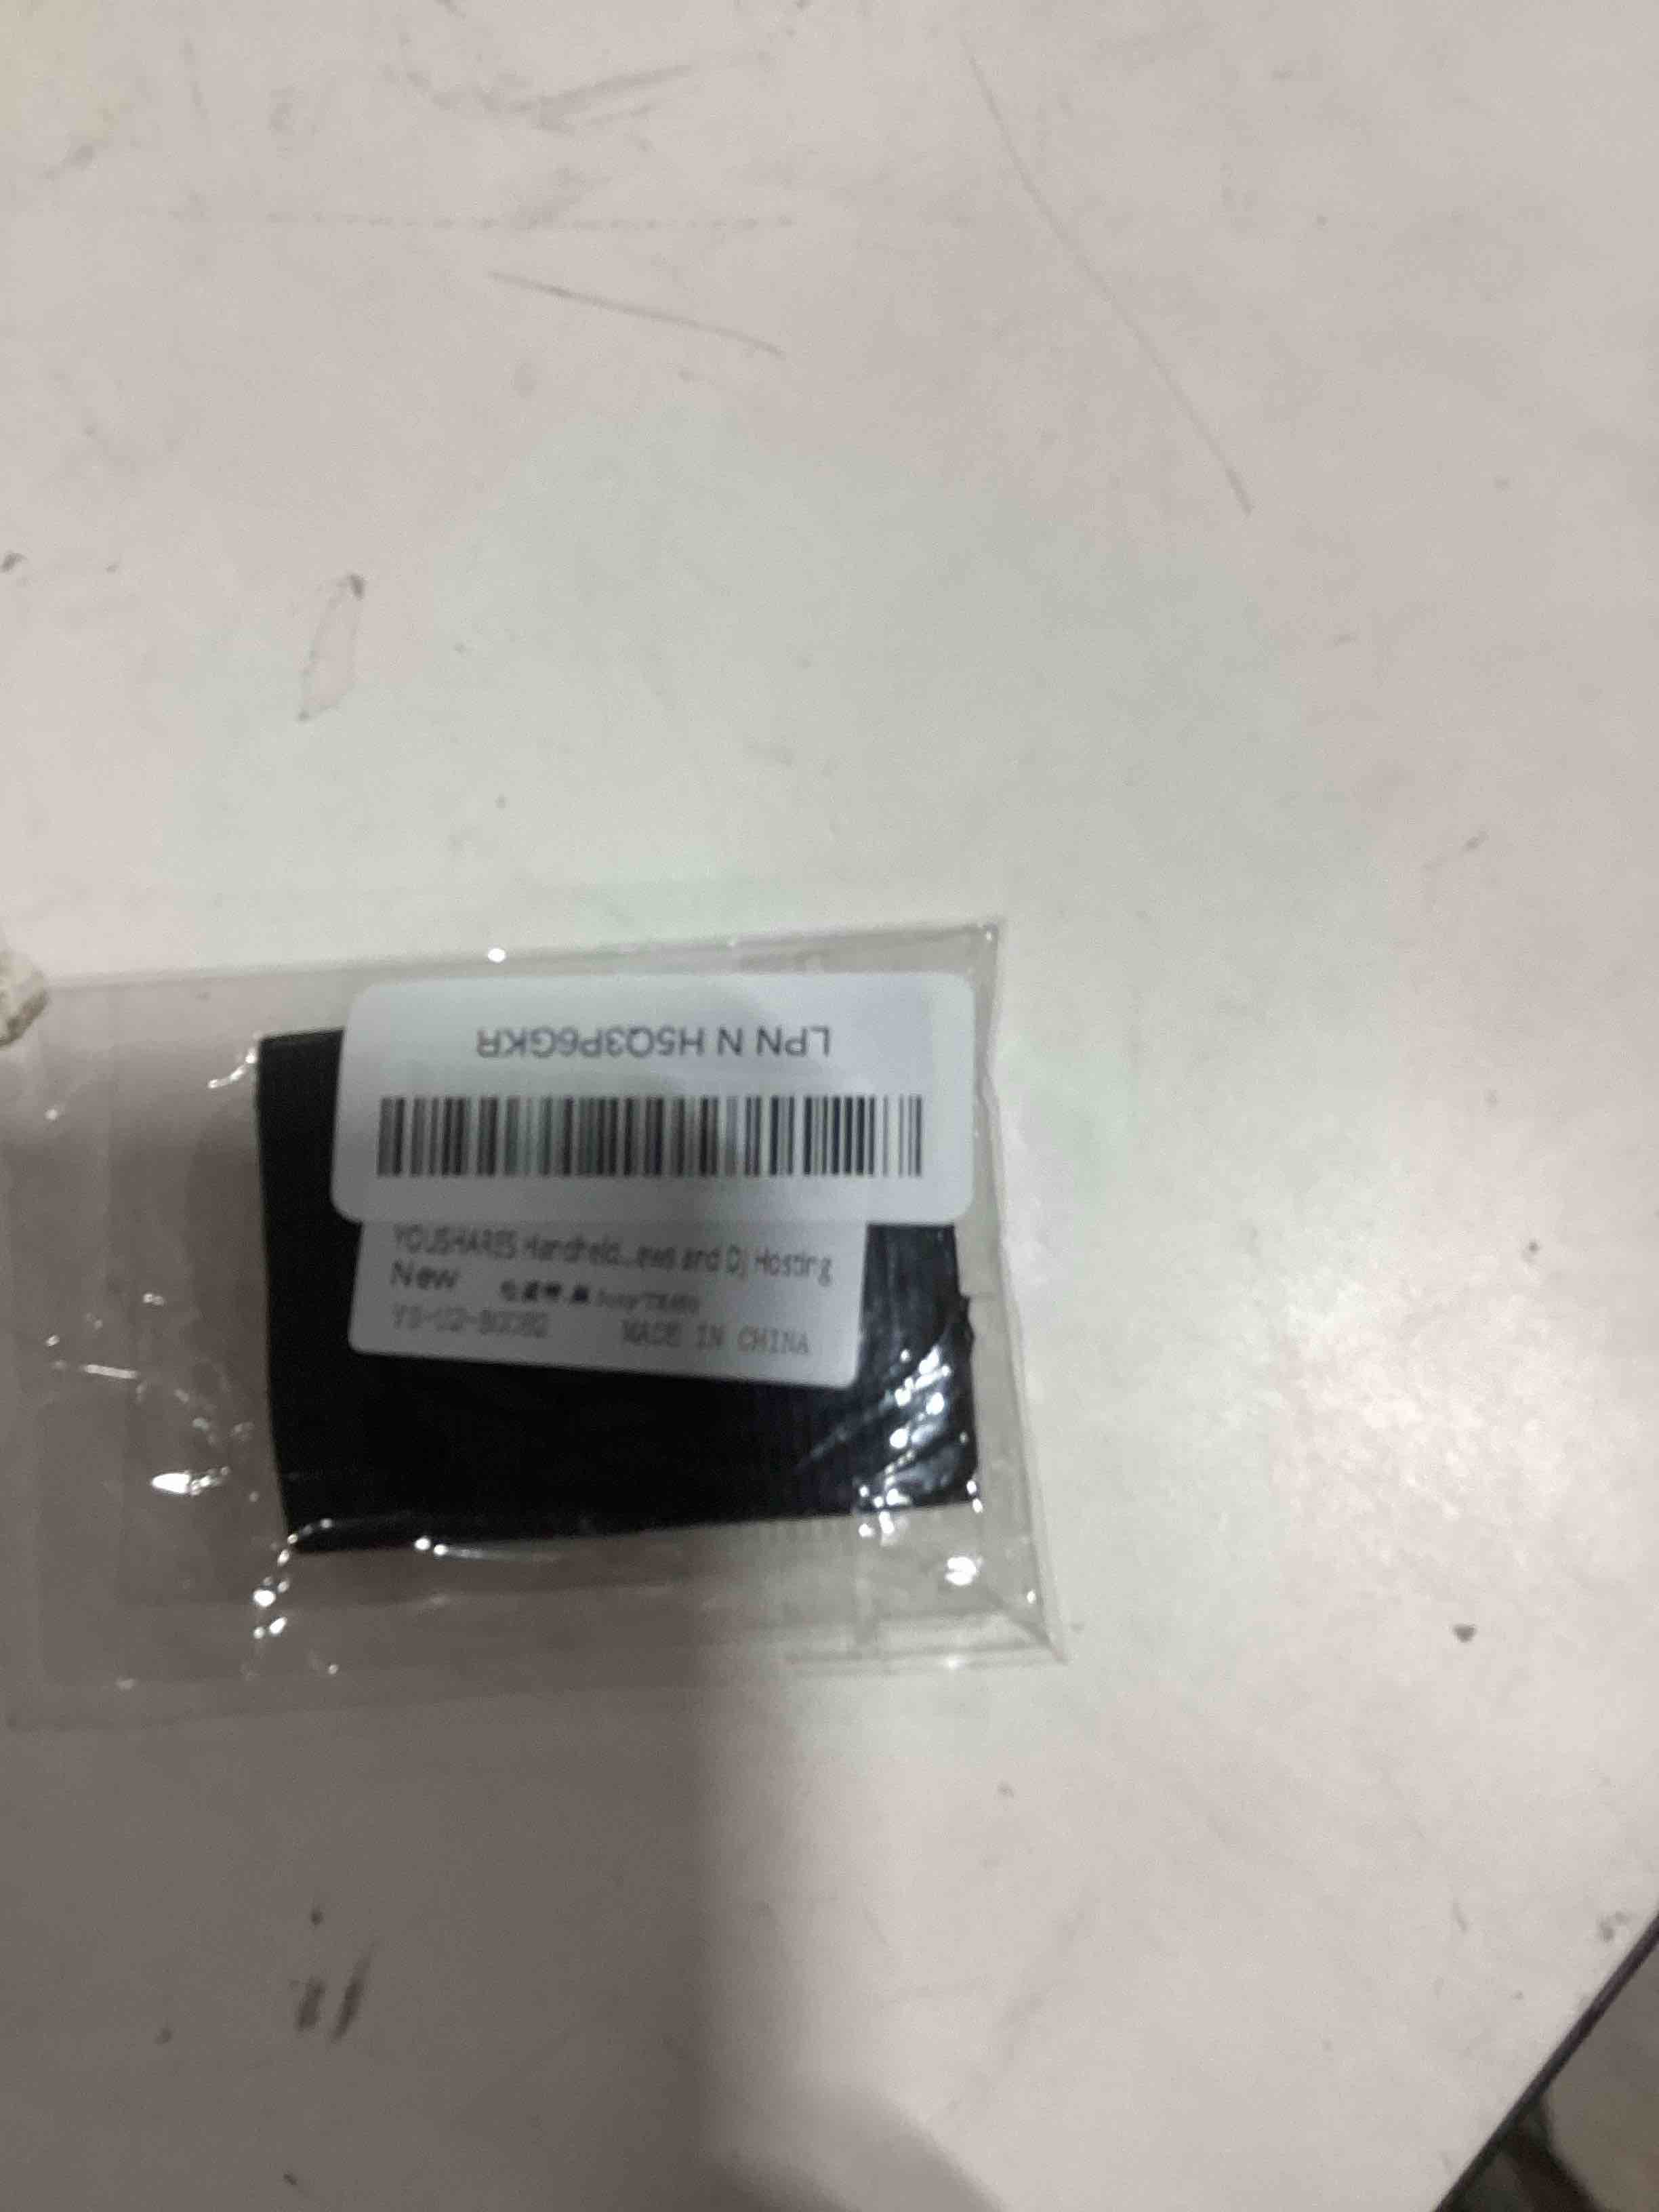 LPN N H5Q3P6GKR
YOUSHARES Handheld...ews and Dj Hosting
New
MADE IN CHINA